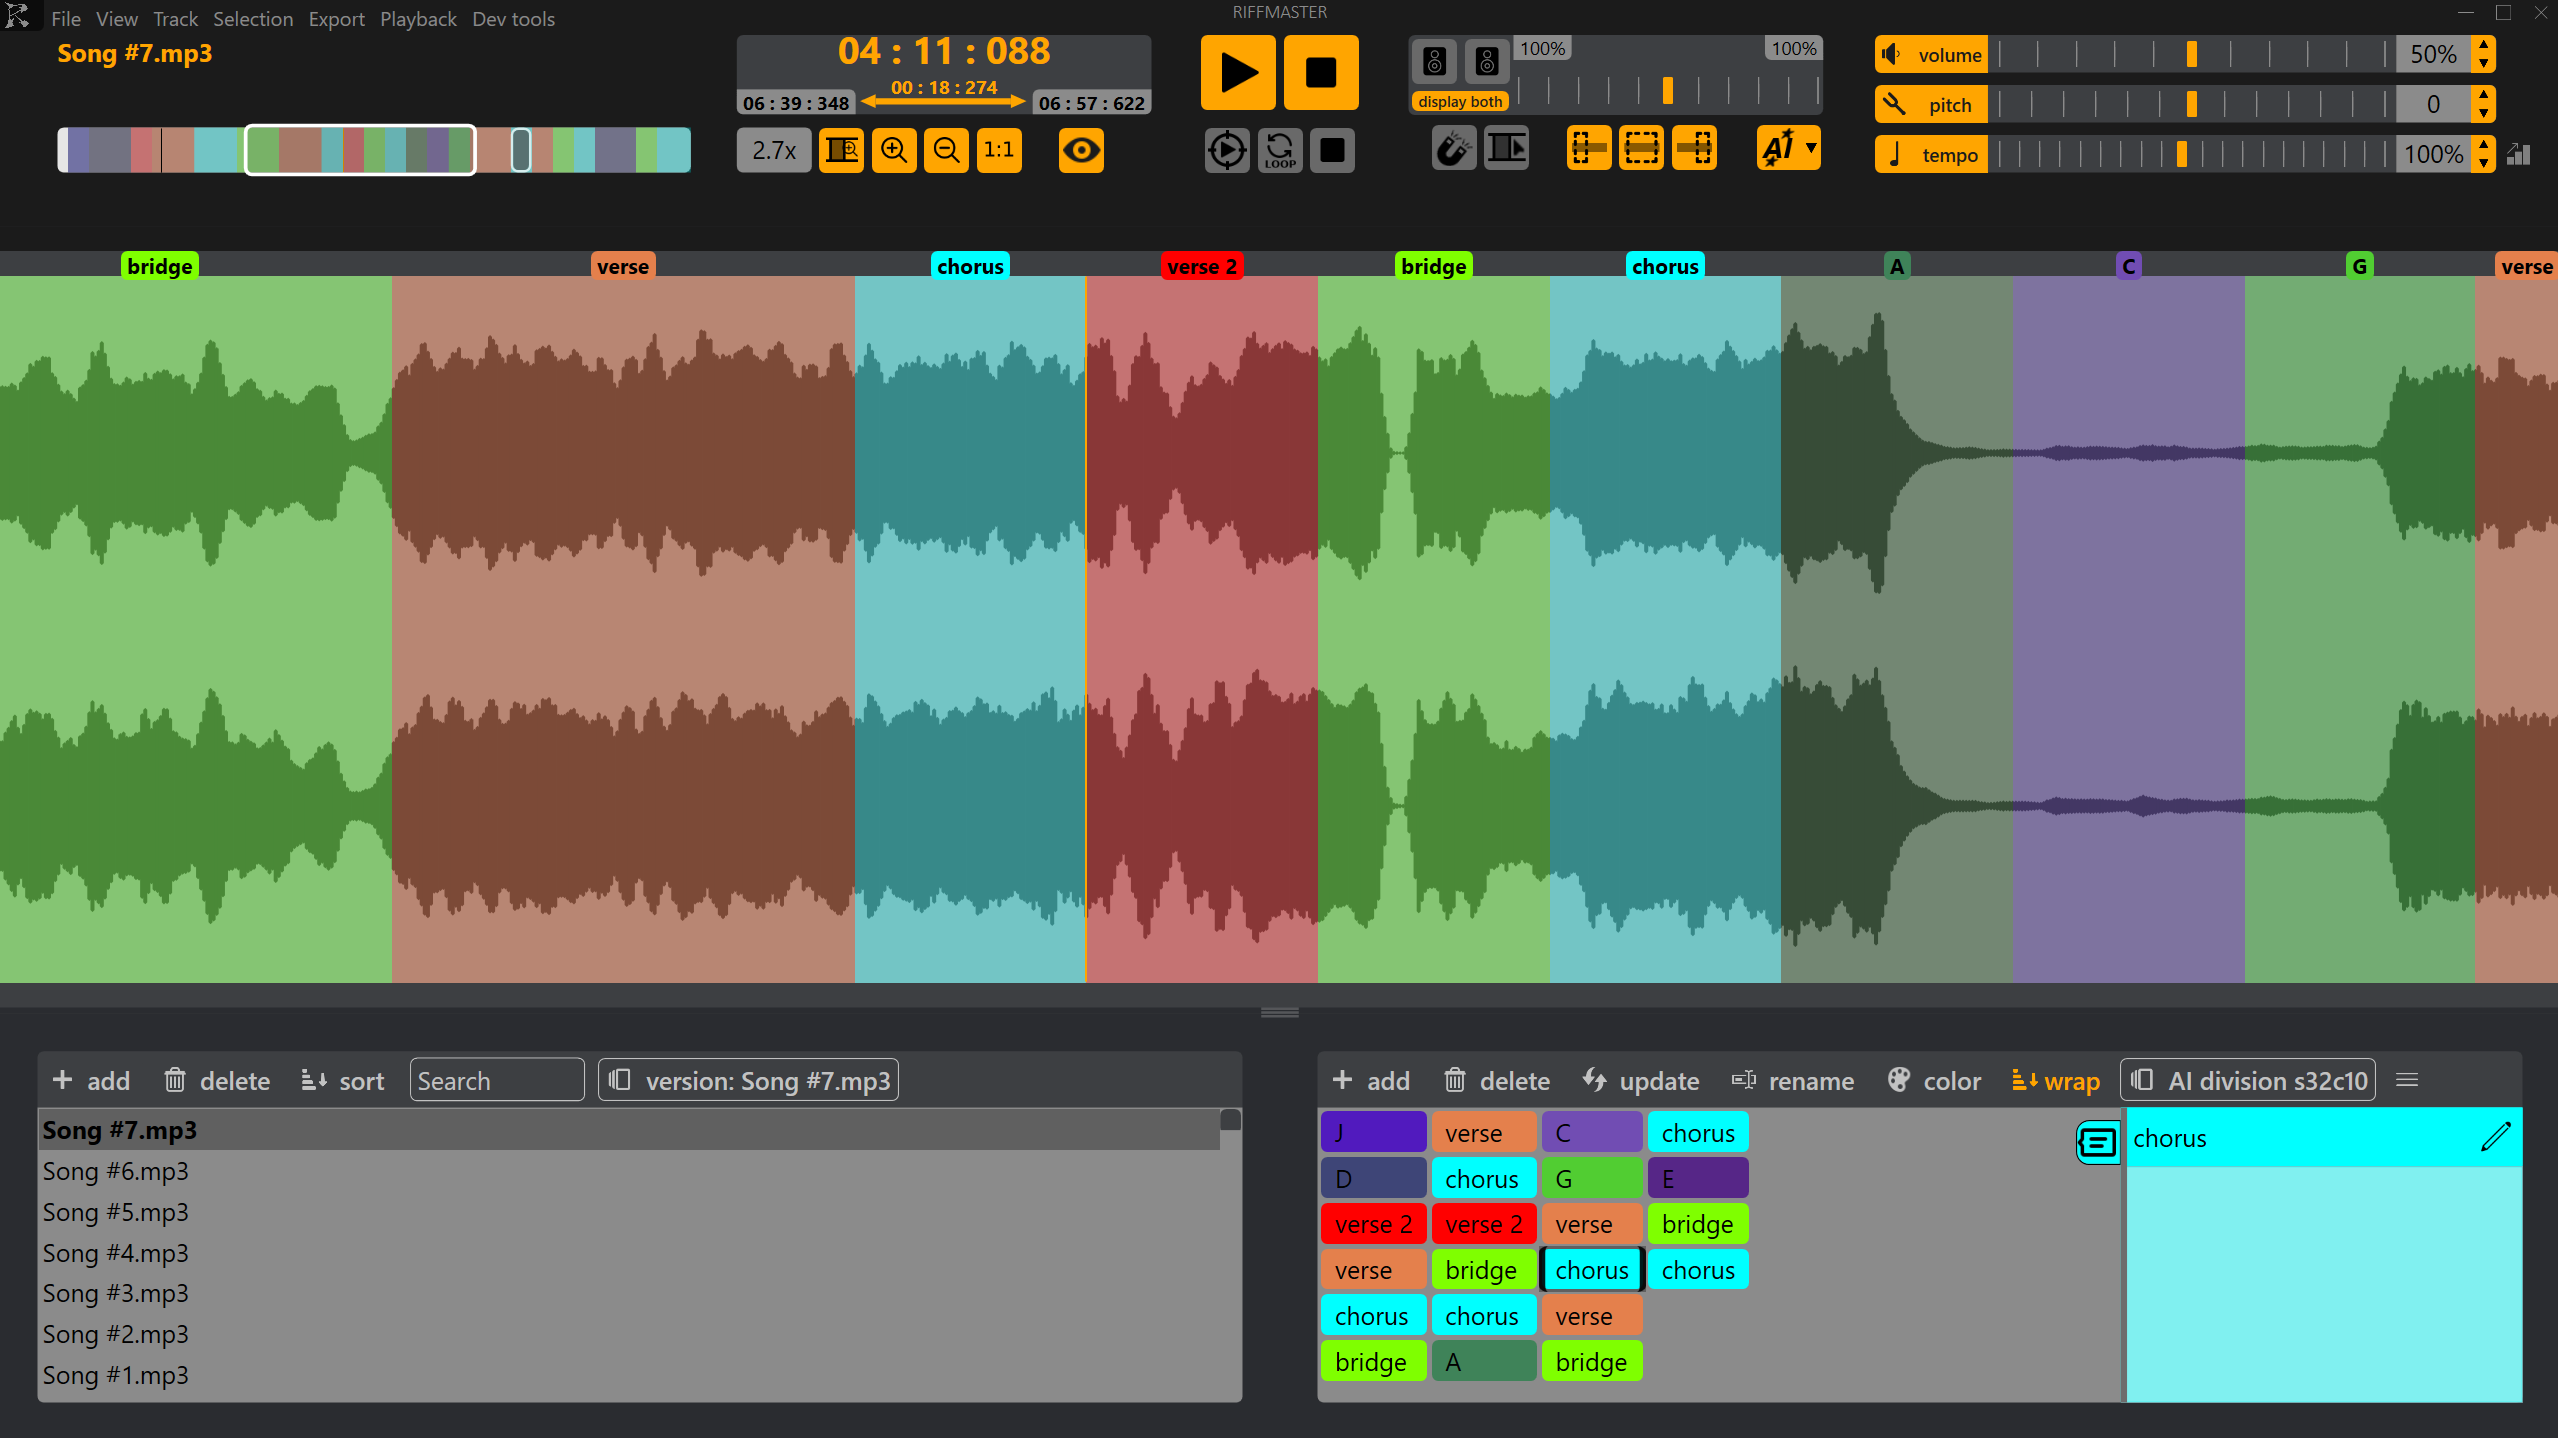 RIFFMASTER
File View Track Selection Export Playback Dev tools
Song #7.mp3
04 : 11 : 088
00 : 18 : 274
06 : 39 : 348
06 : 57 : 622
2.7x
1:1
LOOP
100%
100%
display both
AI
volume
50%
pitch
0
tempo
100%
bridge verse chorus verse 2 bridge chorus A C G verse
add delete sort Search version: Song #7.mp3
Song #7.mp3
Song #6.mp3
Song #5.mp3
Song #4.mp3
Song #3.mp3
Song #2.mp3
Song #1.mp3
add delete update rename color wrap AI division s32c10
J verse C chorus
D chorus G E
verse 2 verse 2 verse bridge
verse bridge chorus chorus
chorus chorus verse
bridge A bridge
chorus